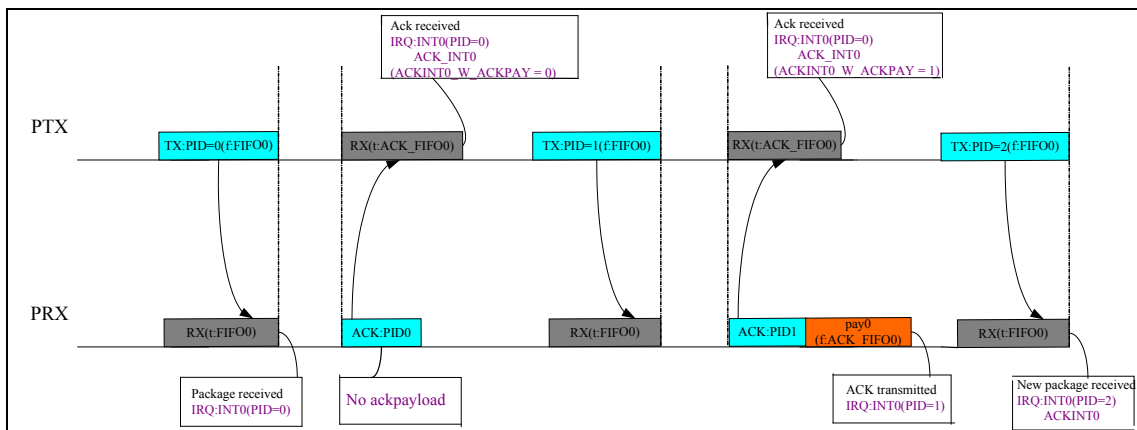 Ack received
IRQ:INT0(PID=0)
ACK_INT0
(ACKINT0_W_ACKPAY = 0)
Ack received
IRQ:INT0(PID=0)
ACK_INT0
(ACKINT0_W_ACKPAY = 1)
PTX
TX:PID=0(f:FIFO0)
RX(t:ACK_FIFO0)
TX:PID=1(f:FIFO0)
RX(t:ACK_FIFO0)
TX:PID=2(f:FIFO0)
PRX
RX(t:FIFO0)
ACK:PID0
RX(t:FIFO0)
ACK:PID1
pay0
(f:ACK_FIFO0)
RX(t:FIFO0)
Package received
IRQ:INT0(PID=0)
No ackpayload
ACK transmitted
IRQ:INT0(PID=1)
New package received
IRQ:INT0(PID=2)
ACKINT0